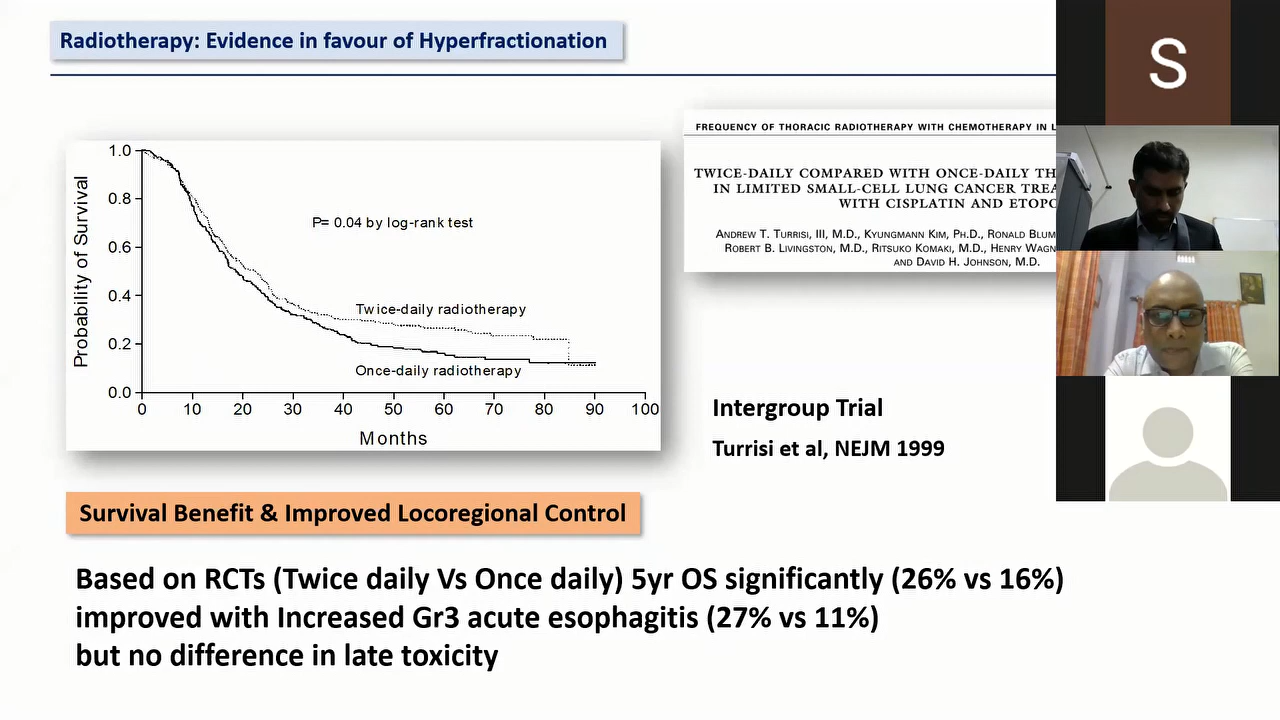 Radiotherapy: Evidence in favour of Hyperfractionation
1.0
0.8
0.6
0.4
0.2
0.0
Probability of Survival
P= 0.04 by log-rank test
Twice-daily radiotherapy
Once-daily radiotherapy
0 10 20 30 40 50 60 70 80 90 100
Months
FREQUENCY OF THORACIC RADIOTHERAPY WITH CHEMOTHERAPY IN L
TWICE-DAILY COMPARED WITH ONCE-DAILY TH
IN LIMITED SMALL-CELL LUNG CANCER TREA
WITH CISPLATIN AND ETOPO
ANDREW T. TURRISI, III, M.D., KYUNGMANN KIM, PH.D., RONALD BLUM
ROBERT B. LIVINGSTON, M.D., RITSUKO KOMAKI, M.D., HENRY WAGN
AND DAVID H. JOHNSON, M.D.
S
Intergroup Trial
Turrisi et al, NEJM 1999
Survival Benefit & Improved Locoregional Control
Based on RCTs (Twice daily Vs Once daily) 5yr OS significantly (26% vs 16%)
improved with Increased Gr3 acute esophagitis (27% vs 11%)
but no difference in late toxicity